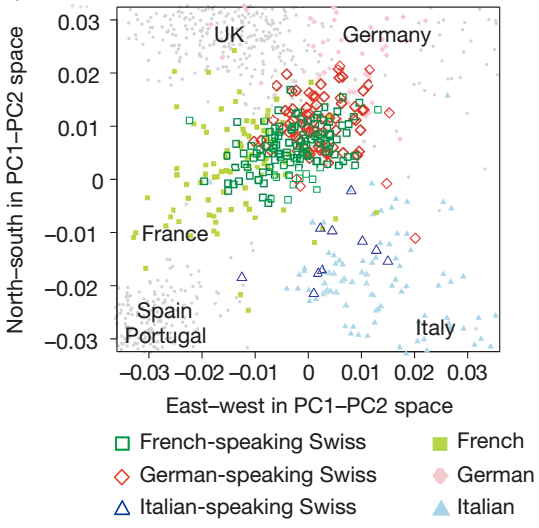 0.03
UK
Germany
0.02
0.01
0
France
−0.01
−0.02
Spain
Portugal
Italy
−0.03
North–south in PC1–PC2 space
−0.03 −0.02 −0.01 0 0.01 0.02 0.03
East–west in PC1–PC2 space
French-speaking Swiss
French
German-speaking Swiss
German
Italian-speaking Swiss
Italian